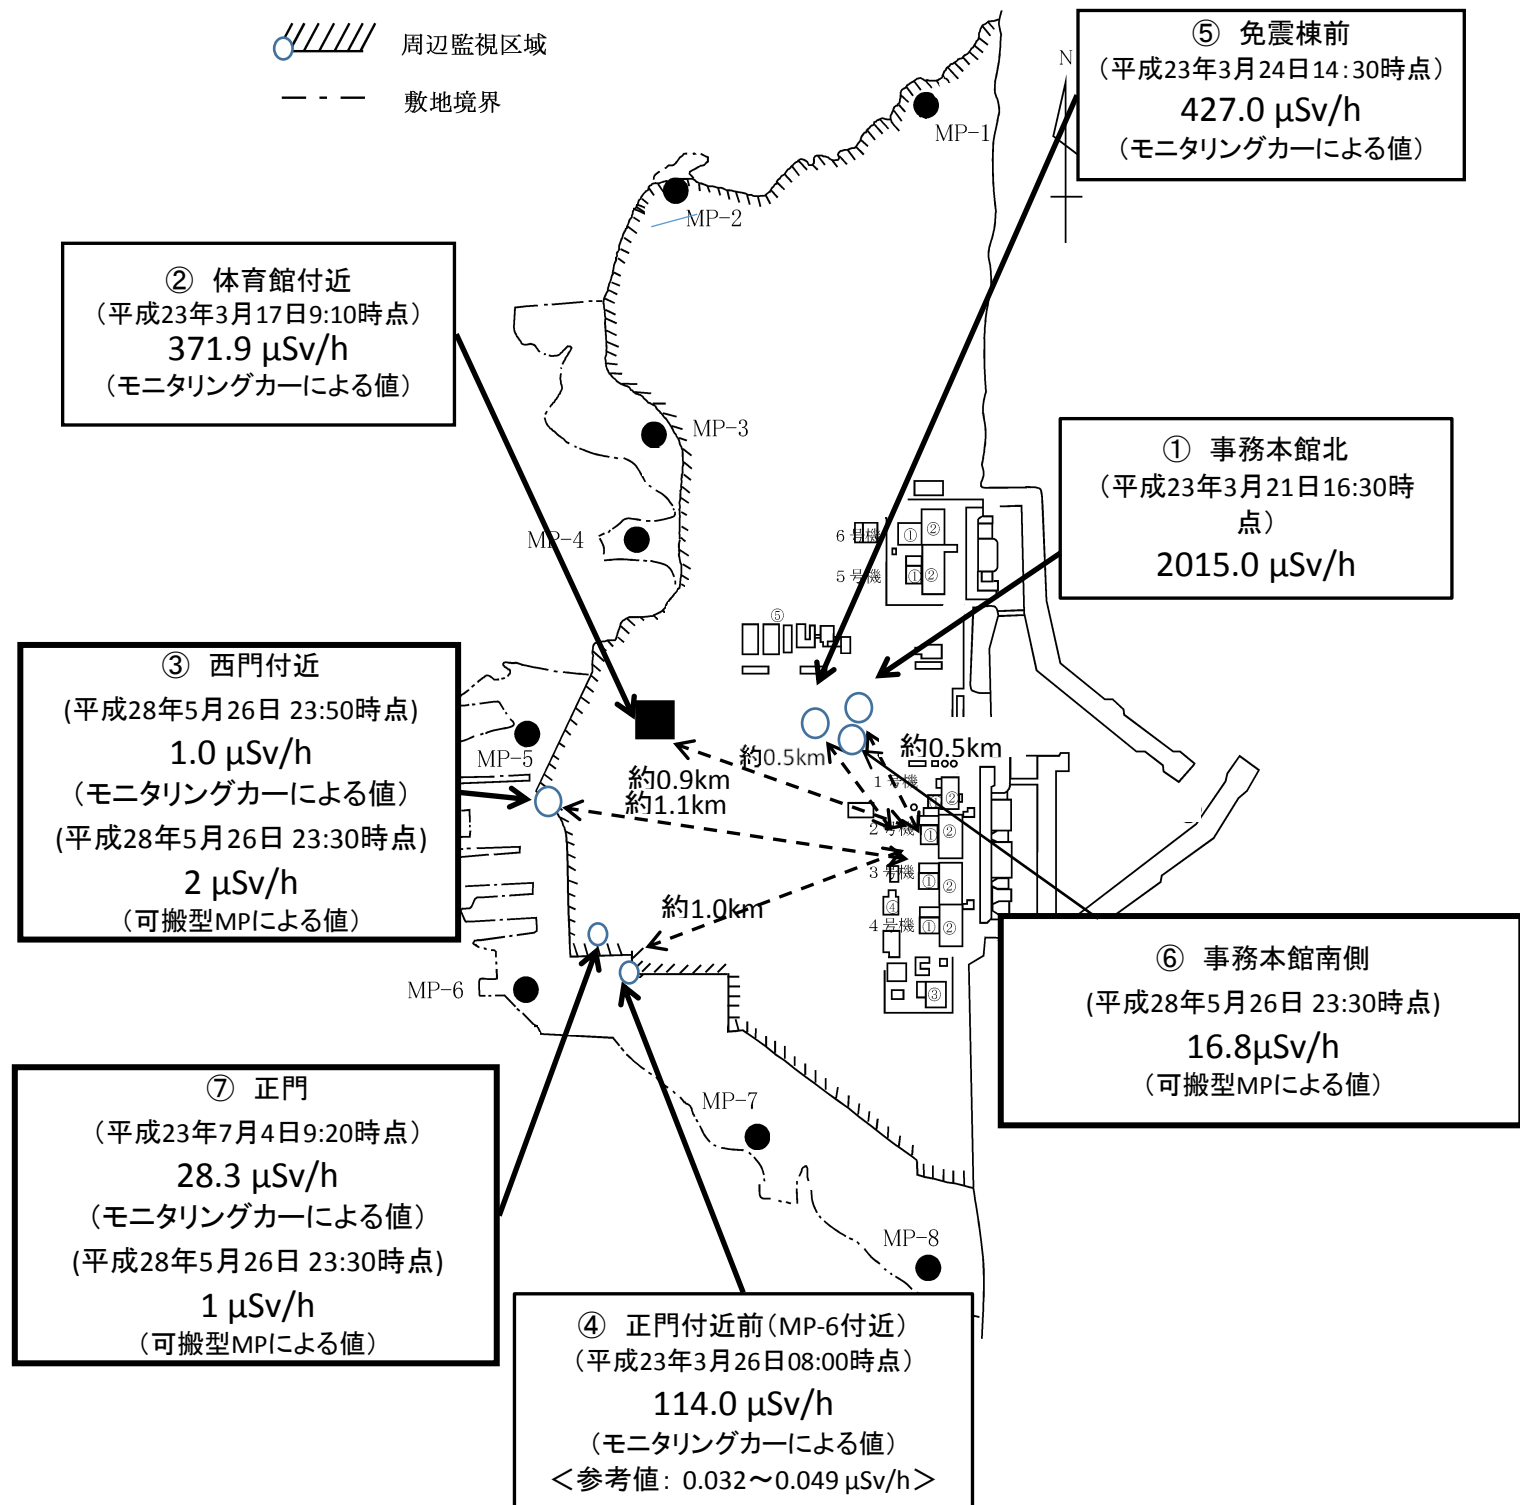 周辺監視区域
敷地境界
⑤ 免震棟前
（平成23年3月24日14：30時点）
427.0 μSv/h
（モニタリングカーによる値）
N
MP-1
MP-2
② 体育館付近
（平成23年3月17日9:10時点）
371.9 μSv/h
（モニタリングカーによる値）
MP-3
① 事務本館北
（平成23年3月21日16:30時
点）
2015.0 μSv/h
MP-4
6号機
①
②
5号機
①
②
⑤
③ 西門付近
(平成28年5月26日 23:50時点)
1.0 μSv/h
（モニタリングカーによる値）
(平成28年5月26日 23:30時点)
2 μSv/h
（可搬型MPによる値）
MP-5
約0.5km
約0.5km
約0.9km
約1.1km
1号機
①
②
2号機
①
②
3号機
①
②
④
4号機
①
②
約1.0km
③
MP-6
⑥ 事務本館南側
(平成28年5月26日 23:30時点)
16.8μSv/h
（可搬型MPによる値）
⑦ 正門
（平成23年7月4日9:20時点）
28.3 μSv/h
（モニタリングカーによる値）
(平成28年5月26日 23:30時点)
1 μSv/h
（可搬型MPによる値）
MP-7
MP-8
④ 正門付近前（MP-6付近）
（平成23年3月26日08:00時点）
114.0 μSv/h
（モニタリングカーによる値）
＜参考値： 0.032～0.049 μSv/h＞